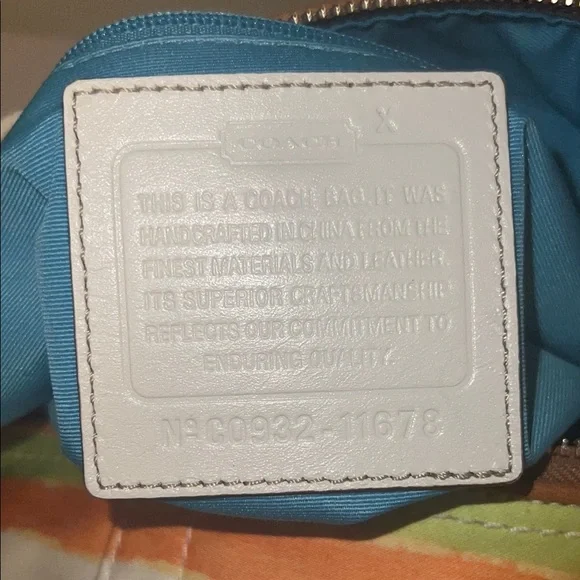 COACH X
THIS IS A COACH BAG. IT WAS
HANDCRAFTED IN CHINA FROM THE
FINEST MATERIALS AND LEATHER.
ITS SUPERIOR CRAFTSMANSHIP
REFLECTS OUR COMMITMENT TO
ENDURING QUALITY.
Nº C0932-11678